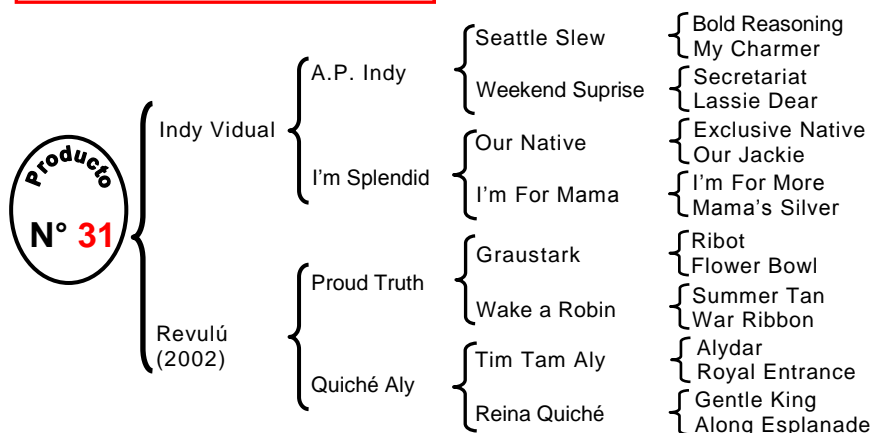 Producto
N° 31
Indy Vidual
Revulú
(2002)
A.P. Indy
I'm Splendid
Proud Truth
Quiché Aly
Seattle Slew
Weekend Suprise
Our Native
I'm For Mama
Graustark
Wake a Robin
Tim Tam Aly
Reina Quiché
Bold Reasoning
My Charmer
Secretariat
Lassie Dear
Exclusive Native
Our Jackie
I'm For More
Mama's Silver
Ribot
Flower Bowl
Summer Tan
War Ribbon
Alydar
Royal Entrance
Gentle King
Along Esplanade